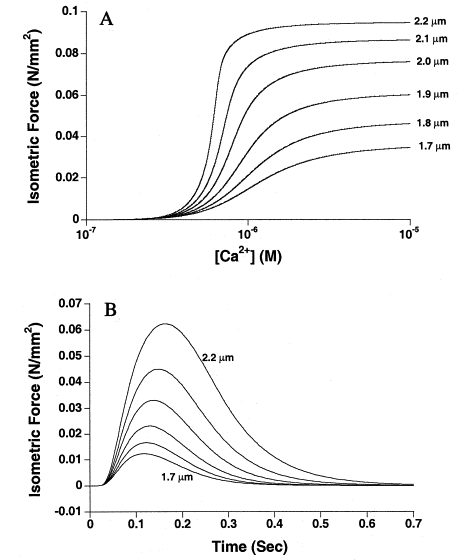 A
Isometric Force (N/mm²)
0.1
0.08
0.06
0.04
0.02
0
2.2 µm
2.1 µm
2.0 µm
1.9 µm
1.8 µm
1.7 µm
10⁻⁷
10⁻⁶
10⁻⁵
[Ca²⁺] (M)
B
Isometric Force (N/mm²)
0.07
0.06
0.05
0.04
0.03
0.02
0.01
0
-0.01
2.2 µm
1.7 µm
0
0.1
0.2
0.3
0.4
0.5
0.6
0.7
Time (Sec)